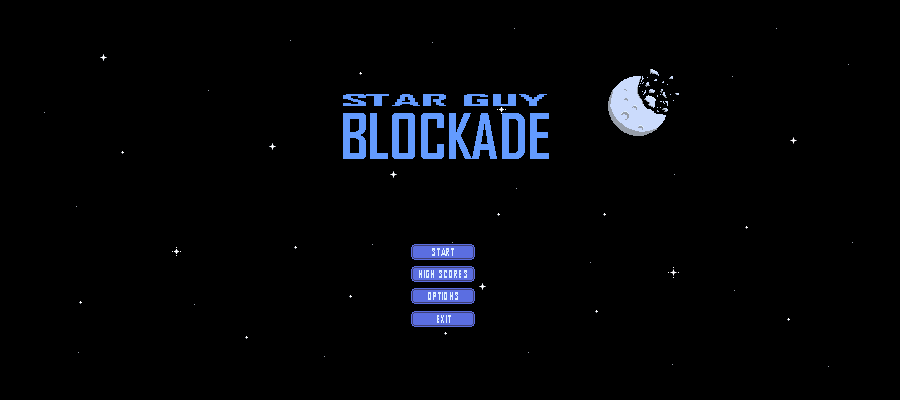 STAR GUY
BLOCKADE
START
HIGH SCORES
OPTIONS
EXIT